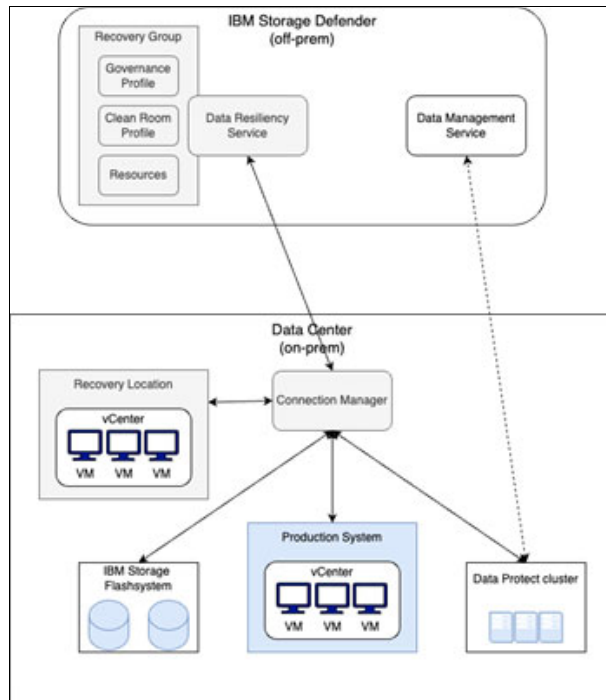 IBM Storage Defender
(off-prem)
Recovery Group
Governance
Profile
Clean Room
Profile
Resources
Data Resiliency
Service
Data Management
Service
Data Center
(on-prem)
Recovery Location
vCenter
VM VM VM
Connection Manager
IBM Storage
Flashsystem
Production System
vCenter
VM VM VM
Data Protect cluster